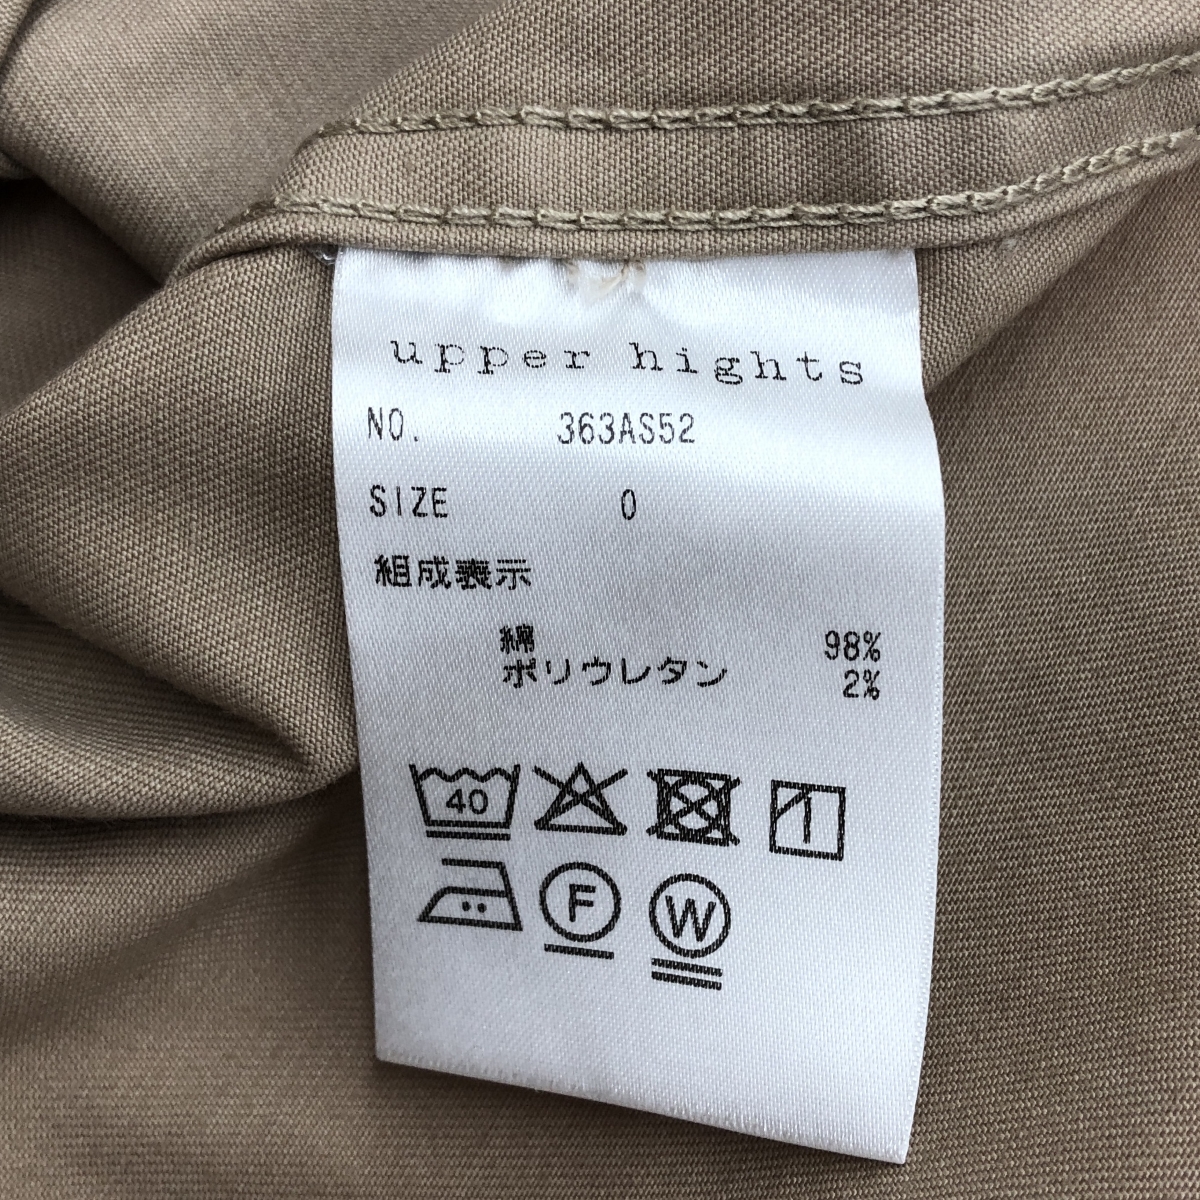 upper hights
NO. 363AS52
SIZE 0
組成表示
綿 98%
ポリウレタン 2%
40
F W